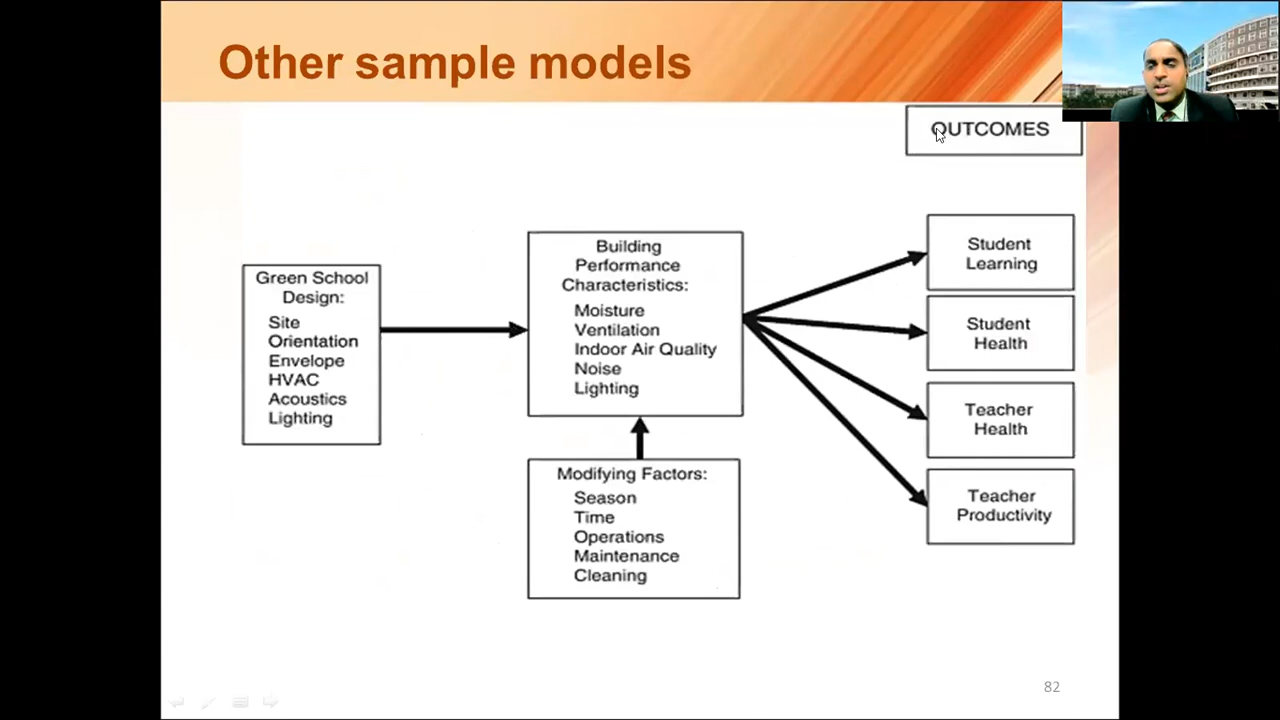 Other sample models
OUTCOMES
Green School
Design:
Site
Orientation
Envelope
HVAC
Acoustics
Lighting
Building
Performance
Characteristics:
Moisture
Ventilation
Indoor Air Quality
Noise
Lighting
Modifying Factors:
Season
Time
Operations
Maintenance
Cleaning
Student
Learning
Student
Health
Teacher
Health
Teacher
Productivity
82